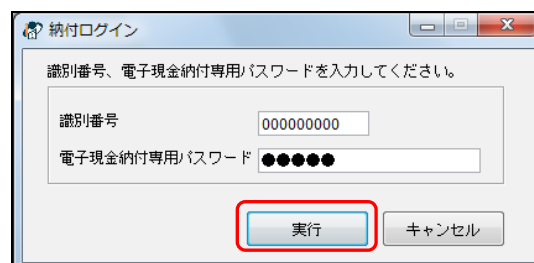 納付ログイン
識別番号、電子現金納付専用パスワードを入力してください。
識別番号 000000000
電子現金納付専用パスワード ●●●●●
実行 キャンセル